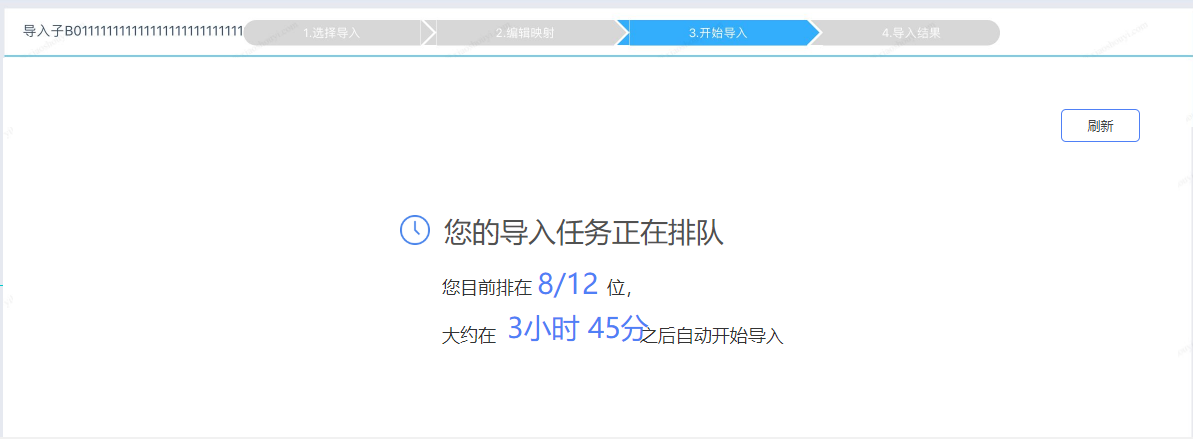 导入子B0111111111111111111111111111
1.选择导入
2.编辑映射
3.开始导入
4.导入结果
刷新
您的导入任务正在排队
您目前排在 8/12 位，
大约在 3小时 45分之后自动开始导入